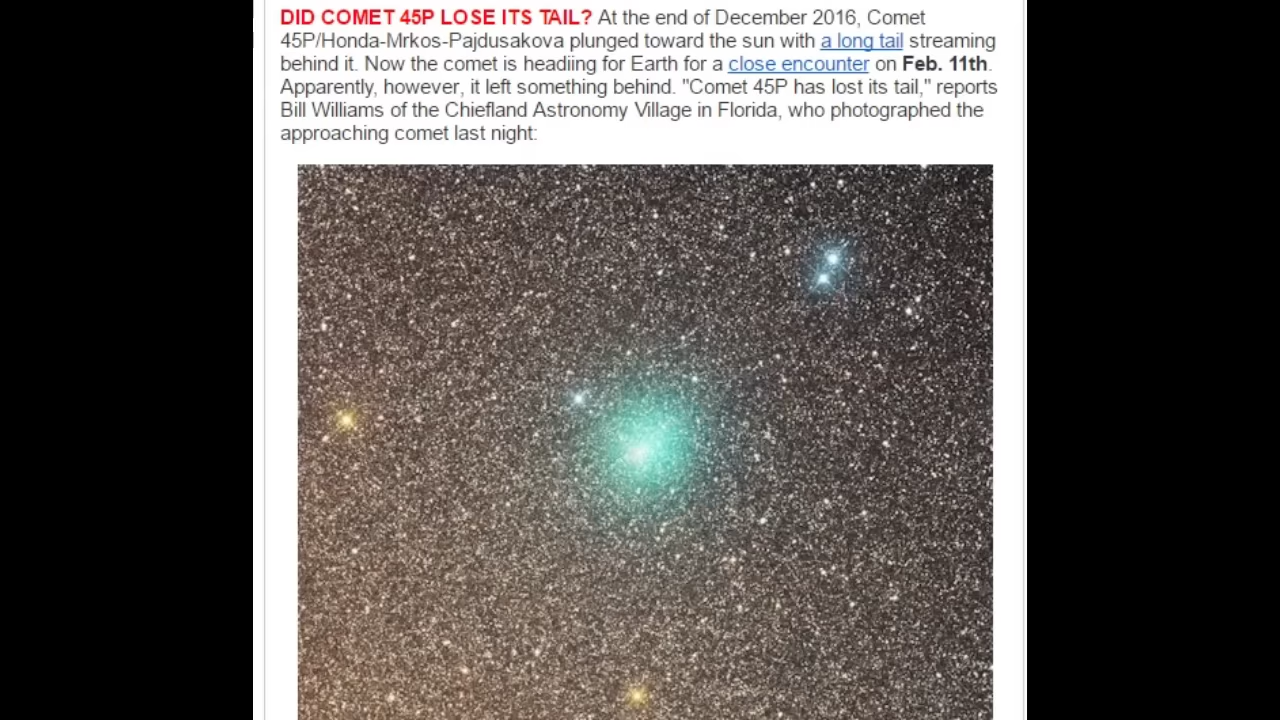 DID COMET 45P LOSE ITS TAIL? At the end of December 2016, Comet
45P/Honda-Mrkos-Pajdusakova plunged toward the sun with a long tail streaming
behind it. Now the comet is headiing for Earth for a close encounter on Feb. 11th.
Apparently, however, it left something behind. "Comet 45P has lost its tail," reports
Bill Williams of the Chiefland Astronomy Village in Florida, who photographed the
approaching comet last night: